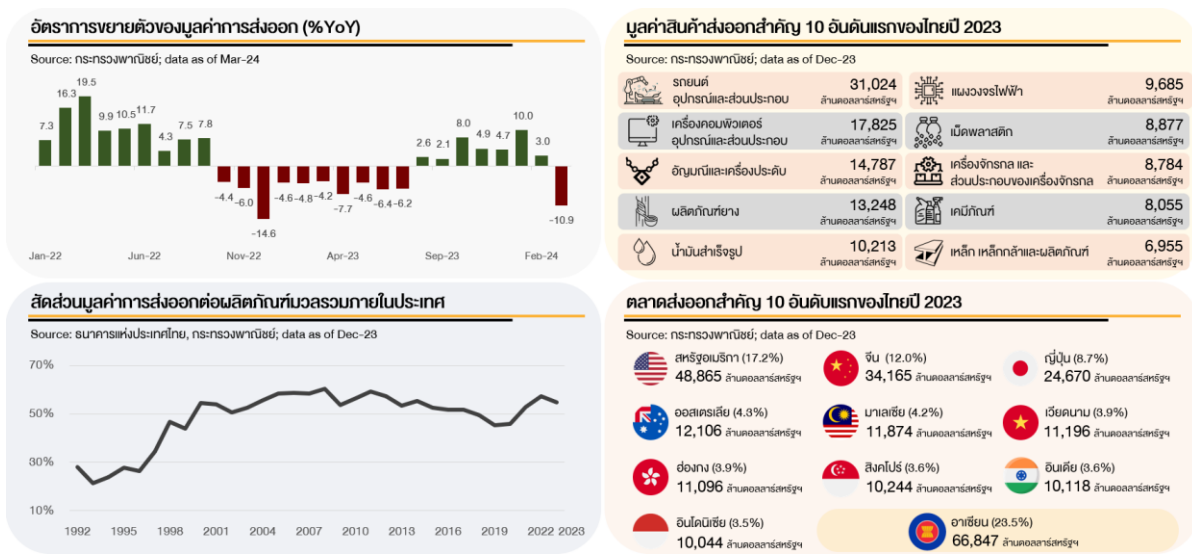 อัตราการขยายตัวของมูลค่าการส่งออก (%YoY)
Source: กระทรวงพาณิชย์; data as of Mar-24
7.3
16.3
19.5
9.9
10.5
11.7
4.3
7.5
7.8
-4.4
-6.0
-14.6
-4.6
-4.8
-4.2
-7.7
-4.6
-6.4
-6.2
2.6
2.1
8.0
4.9
4.7
10.0
3.0
-10.9
Jan-22
Jun-22
Nov-22
Apr-23
Sep-23
Feb-24
มูลค่าสินค้าส่งออกสำคัญ 10 อันดันแรกของไทยปี 2023
Source: กระทรวงพาณิชย์; data as of Dec-23
รถยนต์
อุปกรณ์และส่วนประกอบ
31,024
ล้านดอลลาร์สหรัฐฯ
แผงวงจรไฟฟ้า
9,685
ล้านดอลลาร์สหรัฐฯ
เครื่องคอมพิวเตอร์
อุปกรณ์และส่วนประกอบ
17,825
ล้านดอลลาร์สหรัฐฯ
เม็ดพลาสติก
8,877
ล้านดอลลาร์สหรัฐฯ
อัญมณีและเครื่องประดับ
14,787
ล้านดอลลาร์สหรัฐฯ
เครื่องจักรกล และ
ส่วนประกอบของเครื่องจักรกล
8,784
ล้านดอลลาร์สหรัฐฯ
ผลิตภัณฑ์ยาง
13,248
ล้านดอลลาร์สหรัฐฯ
เคมีภัณฑ์
8,055
ล้านดอลลาร์สหรัฐฯ
น้ำมันสำเร็จรูป
10,213
ล้านดอลลาร์สหรัฐฯ
เหล็ก เหล็กกล้าและผลิตภัณฑ์
6,955
ล้านดอลลาร์สหรัฐฯ
สัดส่วนมูลค่าการส่งออกต่อผลิตภัณฑ์มวลรวมภายในประเทศ
Source: ธนาคารแห่งประเทศไทย, กระทรวงพาณิชย์; data as of Dec-23
70%
50%
30%
10%
1992
1995
1998
2001
2004
2007
2010
2013
2016
2019
2022
2023
ตลาดส่งออกสำคัญ 10 อันดับแรกของไทยปี 2023
Source: กระทรวงพาณิชย์; data as of Dec-23
สหรัฐอเมริกา (17.2%)
48,865 ล้านดอลลาร์สหรัฐฯ
จีน (12.0%)
34,165 ล้านดอลลาร์สหรัฐฯ
ญี่ปุ่น (8.7%)
24,670 ล้านดอลลาร์สหรัฐฯ
ออสเตรเลีย (4.3%)
12,106 ล้านดอลลาร์สหรัฐฯ
มาเลเซีย (4.2%)
11,874 ล้านดอลลาร์สหรัฐฯ
เวียดนาม (3.9%)
11,196 ล้านดอลลาร์สหรัฐฯ
ฮ่องกง (3.9%)
11,096 ล้านดอลลาร์สหรัฐฯ
สิงคโปร์ (3.6%)
10,244 ล้านดอลลาร์สหรัฐฯ
อินเดีย (3.6%)
10,118 ล้านดอลลาร์สหรัฐฯ
อินโดนีเซีย (3.5%)
10,044 ล้านดอลลาร์สหรัฐฯ
อาเซียน (23.5%)
66,847 ล้านดอลลาร์สหรัฐฯ